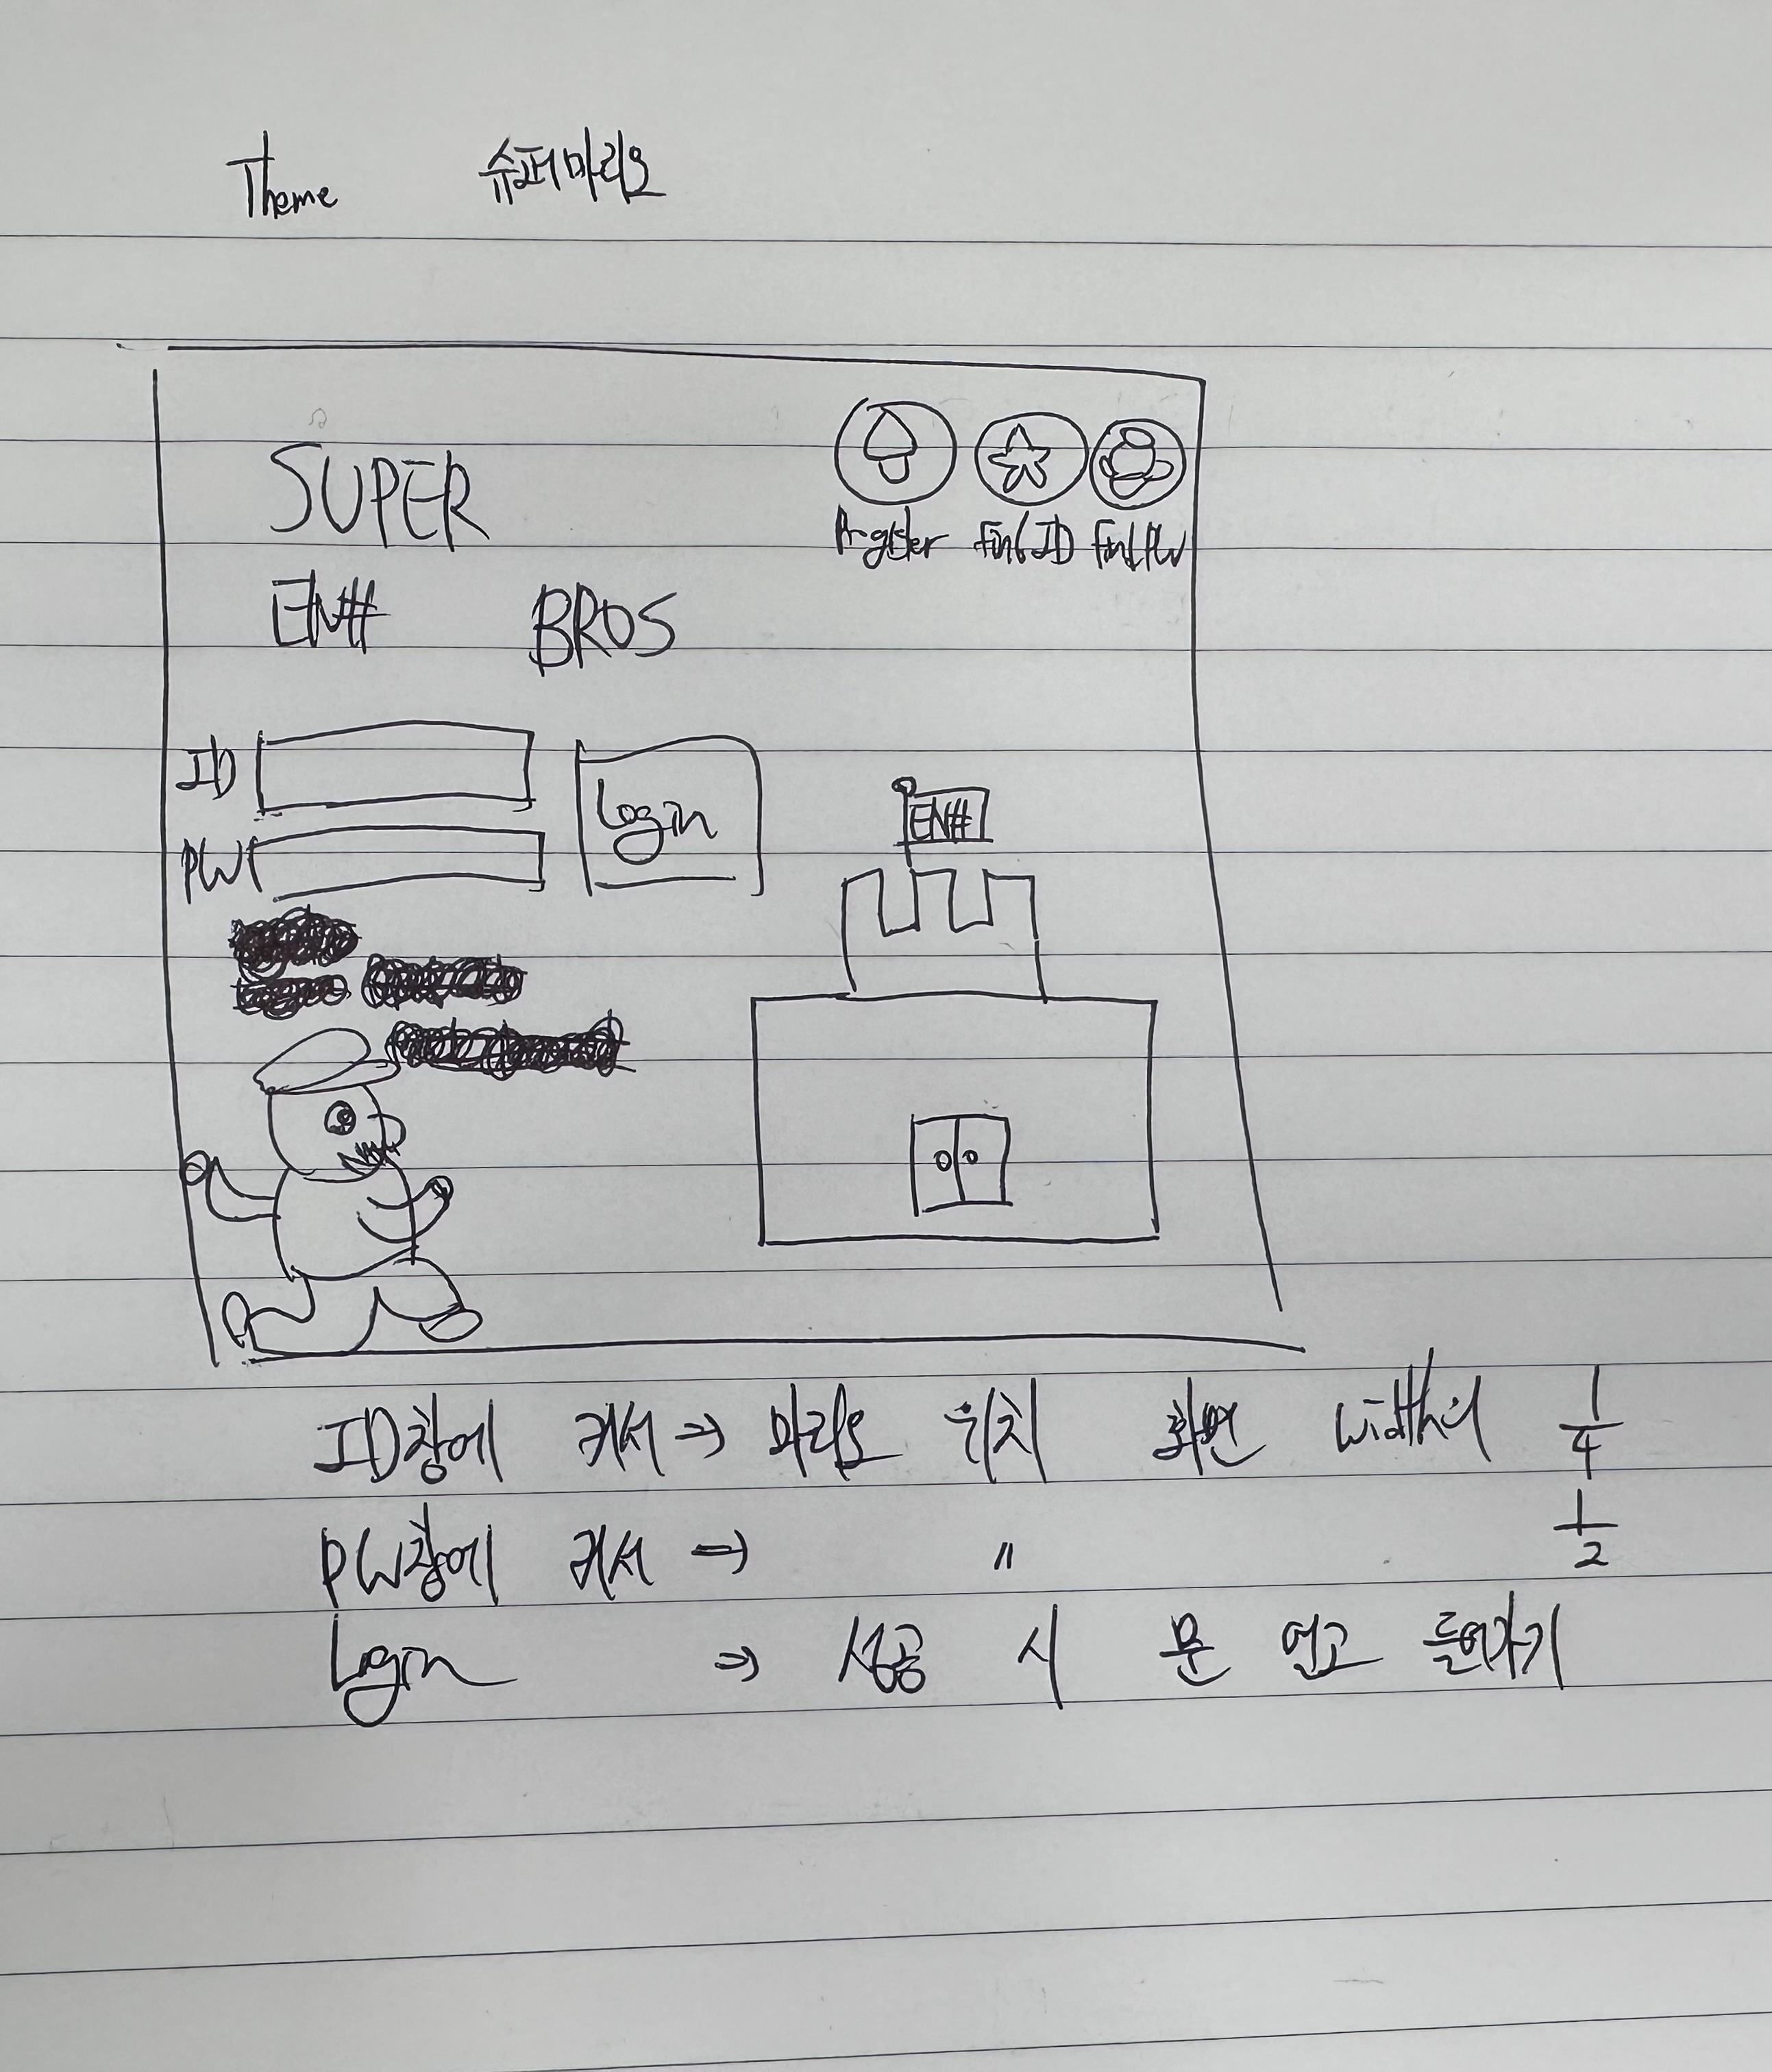 Theme 슈퍼마리오
SUPER
EN# BROS
Register Find ID Find PW
ID
Login
PW
EN#
ID창에 커서 => 마리오 위치 화면 width의 1/4
PW창에 커서 => 〃 1/2
Login => 성공 시 문 열고 들어가기